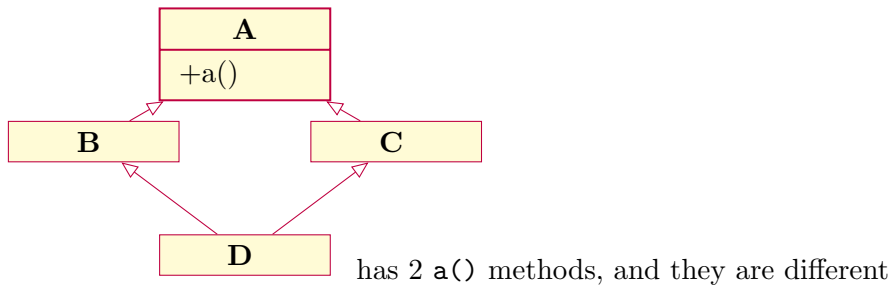 A
+a()
B
C
D
has 2 a() methods, and they are different